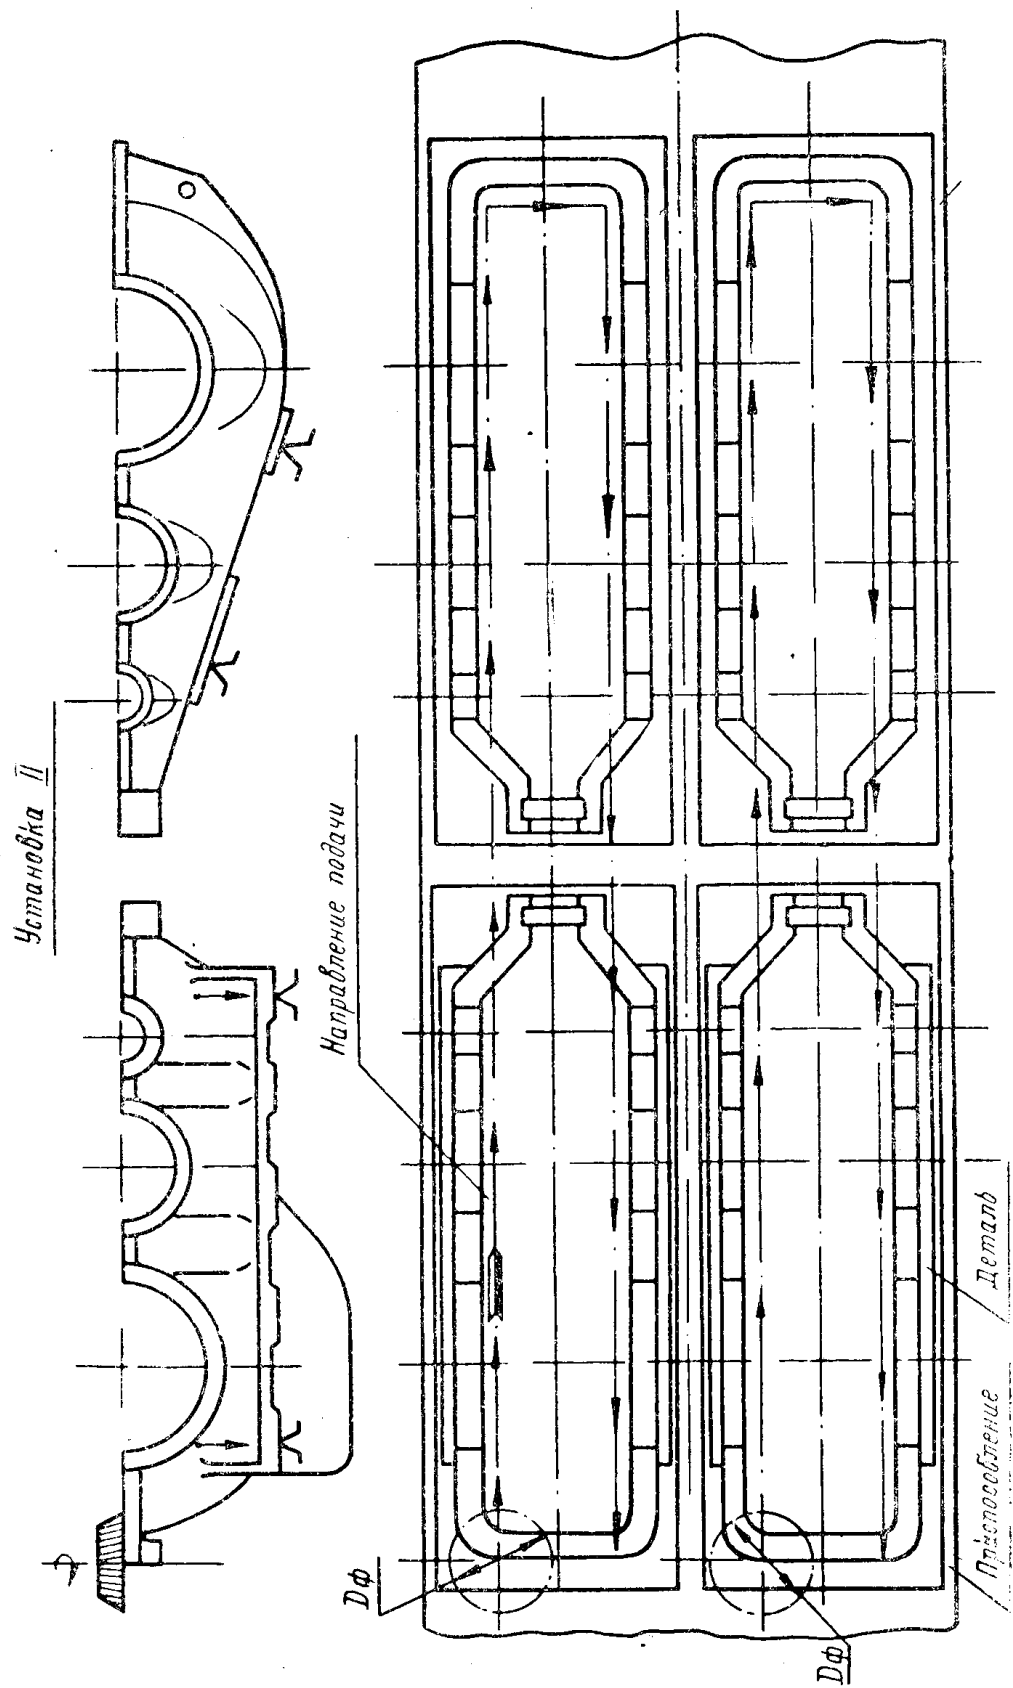 Установка II
Направление подачи
Dф
Dф
Приспособление
Деталь